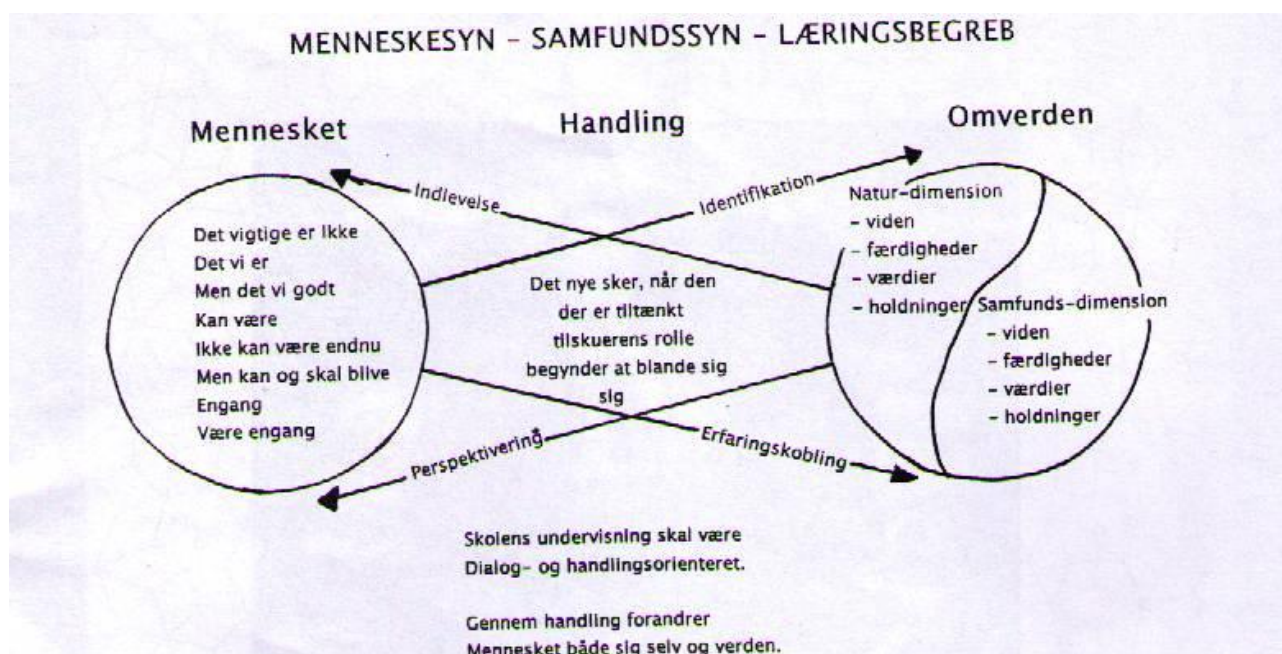 MENNESKESYN – SAMFUNDSSYN – LÆRINGSBEGREB
Mennesket
Handling
Omverden
Indlevelse
Identifikation
Det vigtige er ikke
Det vi er
Men det vi godt
Kan være
Ikke kan være endnu
Men kan og skal blive
Engang
Være engang
Det nye sker, når den
der er tiltænkt
tilskuerens rolle
begynder at blande sig
sig
Natur-dimension
- viden
- færdigheder
- værdier
- holdninger
Samfunds-dimension
- viden
- færdigheder
- værdier
- holdninger
Perspektivering
Erfaringskobling
Skolens undervisning skal være
Dialog- og handlingsorienteret.
Gennem handling forandrer
Mennesket både sig selv og verden.